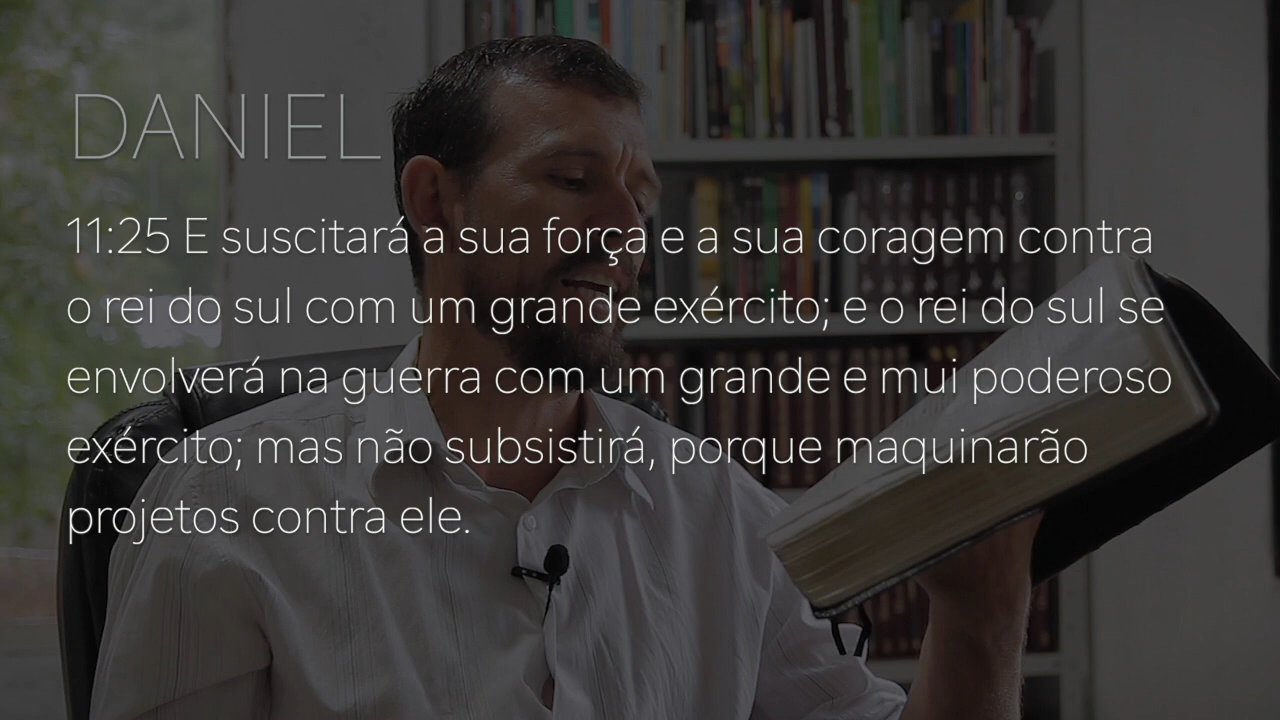 DANIEL
11:25 E suscitará a sua força e a sua coragem contra
o rei do sul com um grande exército; e o rei do sul se
envolverá na guerra com um grande e mui poderoso
exército; mas não subsistirá, porque maquinarão
projetos contra ele.